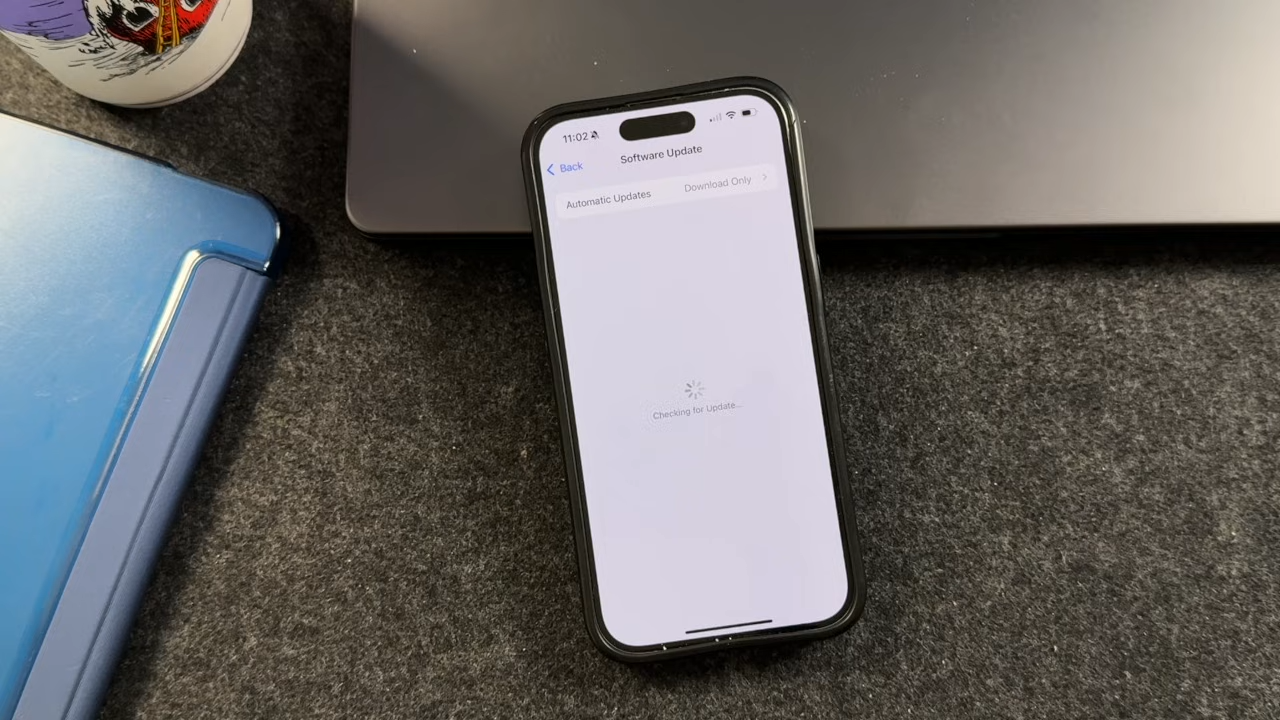 11:02
Back
Software Update
Automatic Updates Download Only
Checking for Update...